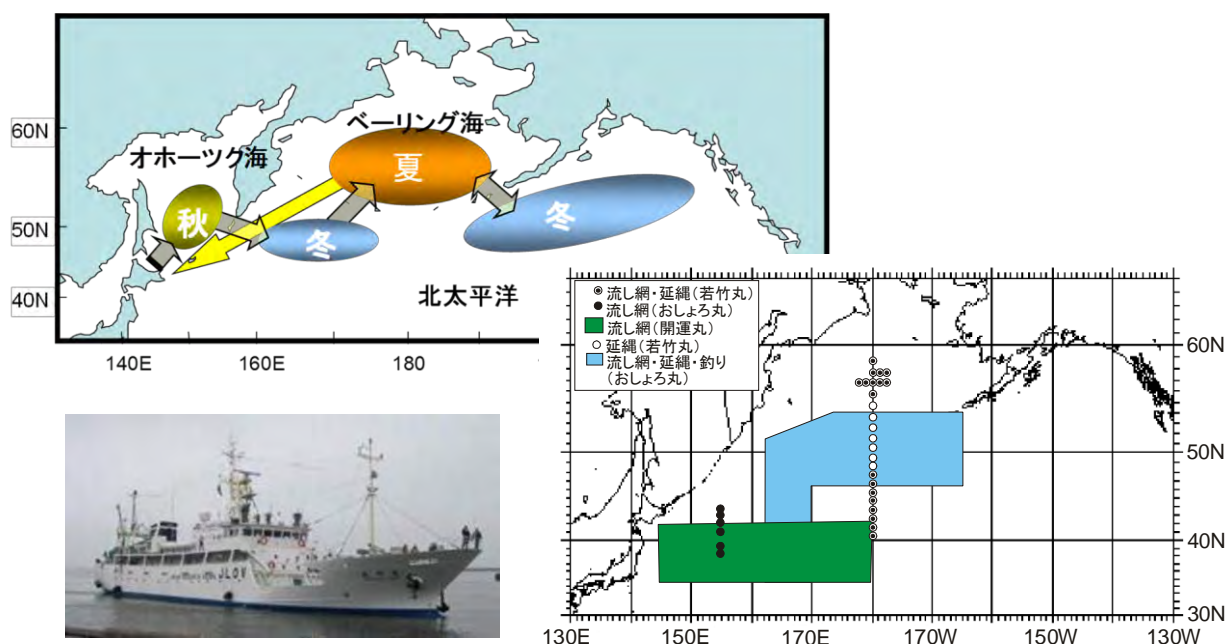 60N
50N
40N
オホーツク海
ベーリング海
秋
冬
夏
冬
北太平洋
140E
160E
180
流し網・延縄(若竹丸)
流し網(おしょろ丸)
流し網(開運丸)
延縄(若竹丸)
流し網・延縄・釣り
(おしょろ丸)
60N
50N
40N
30N
130E
150E
170E
170W
150W
130W